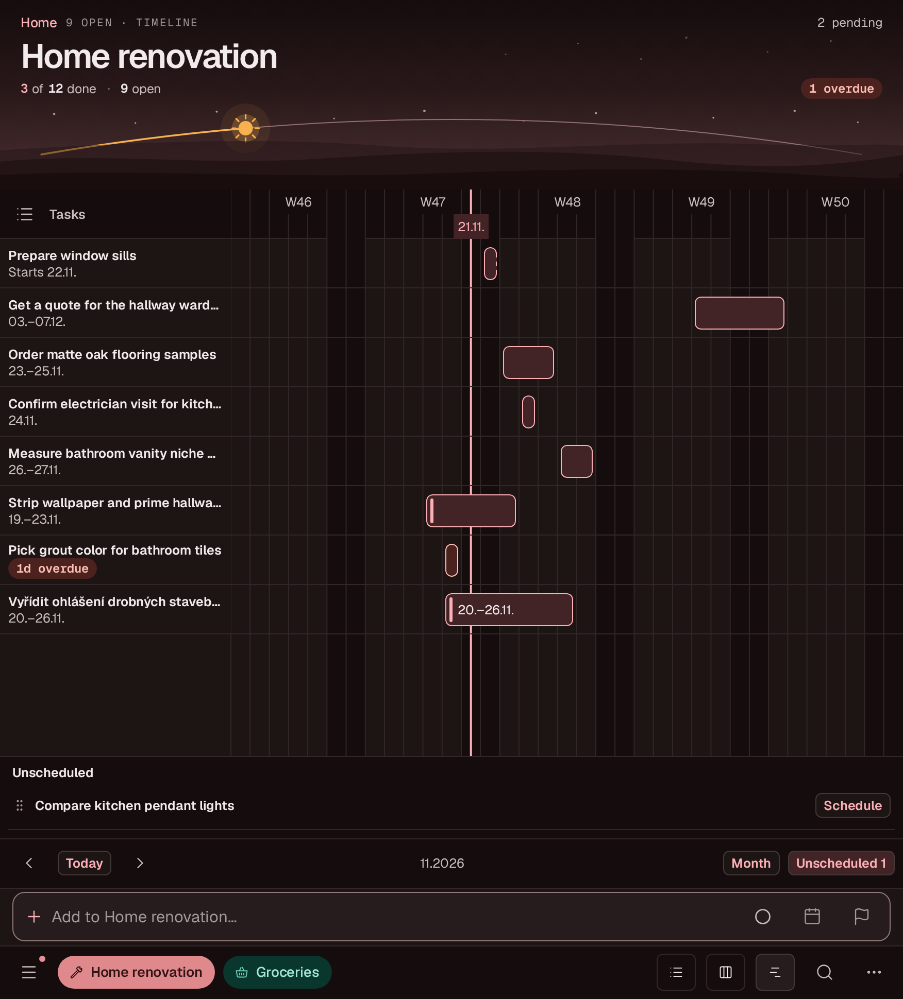 Home 9 OPEN · TIMELINE
2 pending
Home renovation
3 of 12 done · 9 open
1 overdue
Tasks
W46 W47 W48 W49 W50
21.11.
Prepare window sills
Starts 22.11.
Get a quote for the hallway ward…
03.–07.12.
Order matte oak flooring samples
23.–25.11.
Confirm electrician visit for kitch…
24.11.
Measure bathroom vanity niche …
26.–27.11.
Strip wallpaper and prime hallwa…
19.–23.11.
Pick grout color for bathroom tiles
1d overdue
Vyřídit ohlášení drobných staveb…
20.–26.11.
20.–26.11.
Unscheduled
Compare kitchen pendant lights
Schedule
Today
11.2026
Month
Unscheduled 1
Add to Home renovation…
Home renovation
Groceries